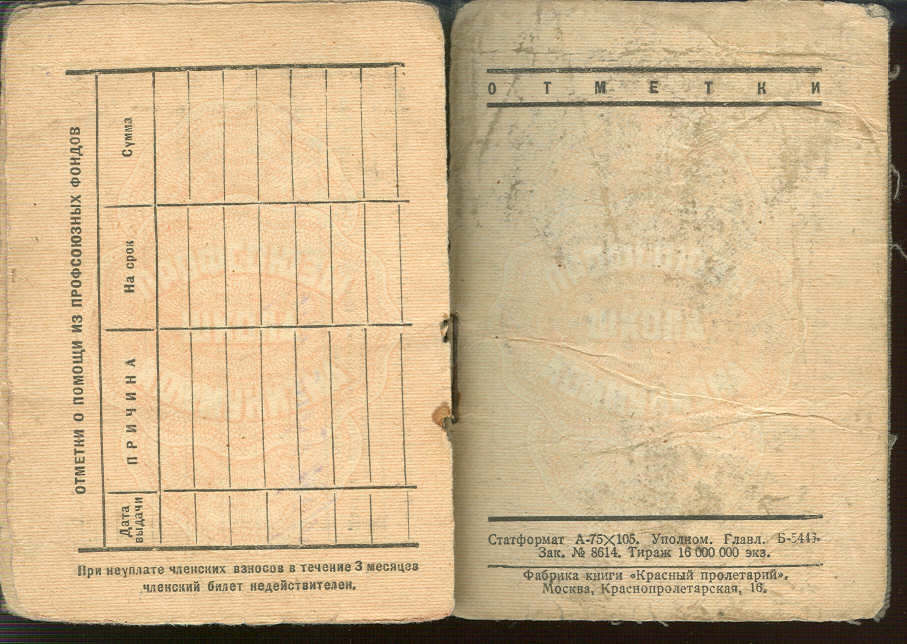 ОТМЕТКИ О ПОМОЩИ ИЗ ПРОФСОЮЗНЫХ ФОНДОВ
Дата
выдачи
ПРИЧИНА
На срок
Сумма
При неуплате членских взносов в течение 3 месяцев
членский билет недействителен.
ОТМЕТКИ
Статформат А-75×105. Уполном. Главл.
Зак. № 8614. Тираж 16 000 000 экз.
Фабрика книги «Красный пролетарий».
Москва, Краснопролетарская, 16.